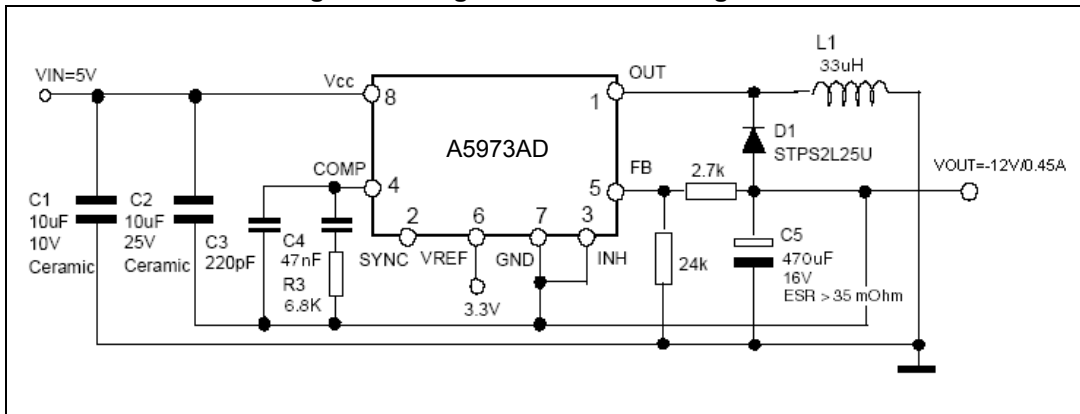 VIN=5V
Vcc
8
OUT
1
L1
33uH
A5973AD
D1
STPS2L25U
COMP
4
FB
5
2.7k
VOUT=-12V/0.45A
C1
10uF
10V
Ceramic
C2
10uF
25V
Ceramic
C3
220pF
C4
47nF
R3
6.8K
2
SYNC
6
VREF
3.3V
7
GND
3
INH
24k
C5
470uF
16V
ESR > 35 mOhm